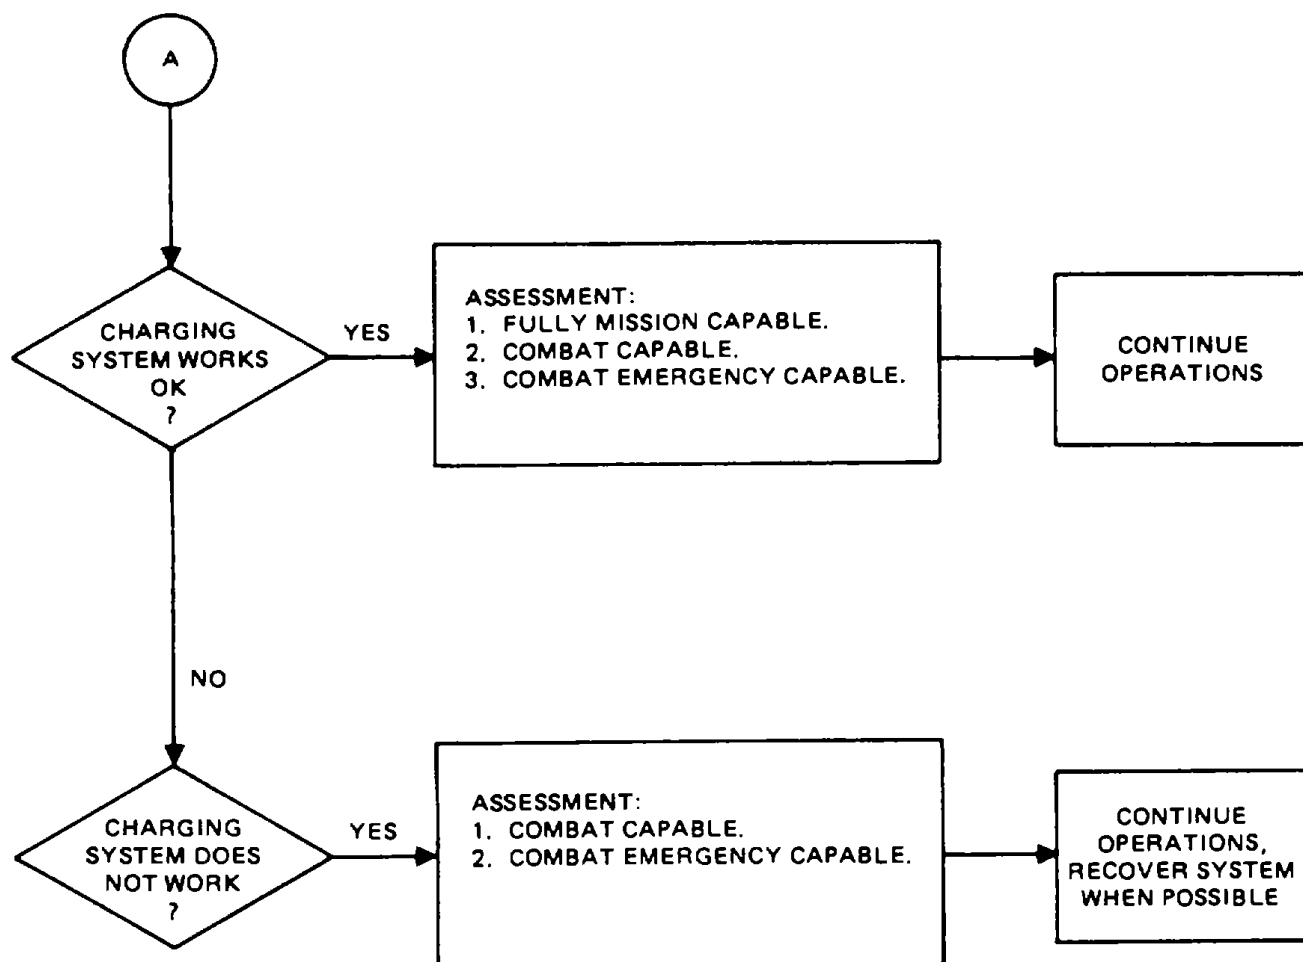 A
CHARGING
SYSTEM WORKS
OK
?
YES
ASSESSMENT:
1. FULLY MISSION CAPABLE.
2. COMBAT CAPABLE.
3. COMBAT EMERGENCY CAPABLE.
CONTINUE
OPERATIONS
NO
CHARGING
SYSTEM DOES
NOT WORK
?
YES
ASSESSMENT:
1. COMBAT CAPABLE.
2. COMBAT EMERGENCY CAPABLE.
CONTINUE
OPERATIONS,
RECOVER SYSTEM
WHEN POSSIBLE